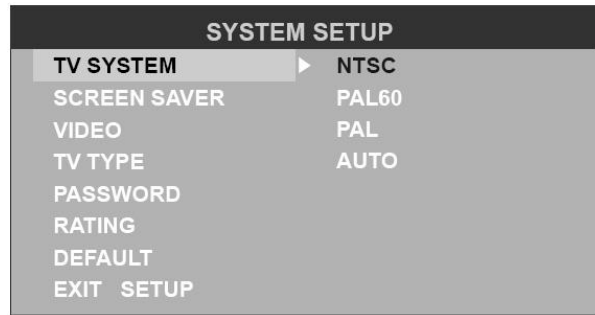 SYSTEM SETUP
TV SYSTEM NTSC
SCREEN SAVER PAL60
VIDEO PAL
TV TYPE AUTO
PASSWORD
RATING
DEFAULT
EXIT SETUP